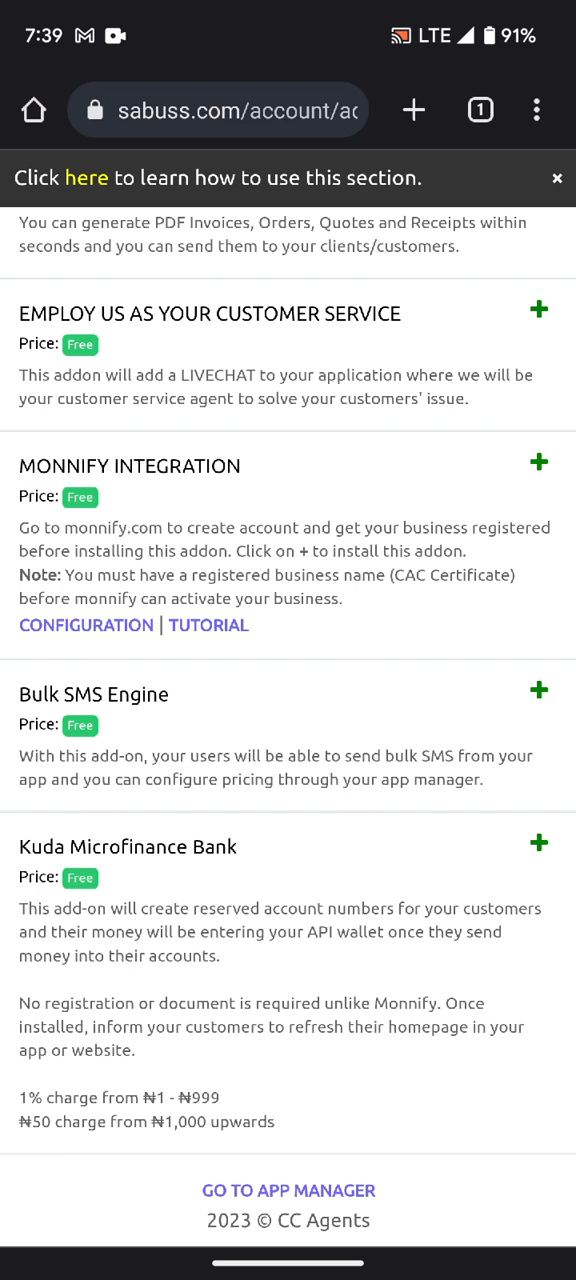 7:39
LTE 91%
sabuss.com/account/ac
1
Click here to learn how to use this section.
×
You can generate PDF Invoices, Orders, Quotes and Receipts within
seconds and you can send them to your clients/customers.
EMPLOY US AS YOUR CUSTOMER SERVICE
Price: Free
This addon will add a LIVECHAT to your application where we will be
your customer service agent to solve your customers' issue.
MONNIFY INTEGRATION
Price: Free
Go to monnify.com to create account and get your business registered
before installing this addon. Click on + to install this addon.
Note: You must have a registered business name (CAC Certificate)
before monnify can activate your business.
CONFIGURATION | TUTORIAL
Bulk SMS Engine
Price: Free
With this add-on, your users will be able to send bulk SMS from your
app and you can configure pricing through your app manager.
Kuda Microfinance Bank
Price: Free
This add-on will create reserved account numbers for your customers
and their money will be entering your API wallet once they send
money into their accounts.
No registration or document is required unlike Monnify. Once
installed, inform your customers to refresh their homepage in your
app or website.
1% charge from ₦1 - ₦999
₦50 charge from ₦1,000 upwards
GO TO APP MANAGER
2023 © CC Agents